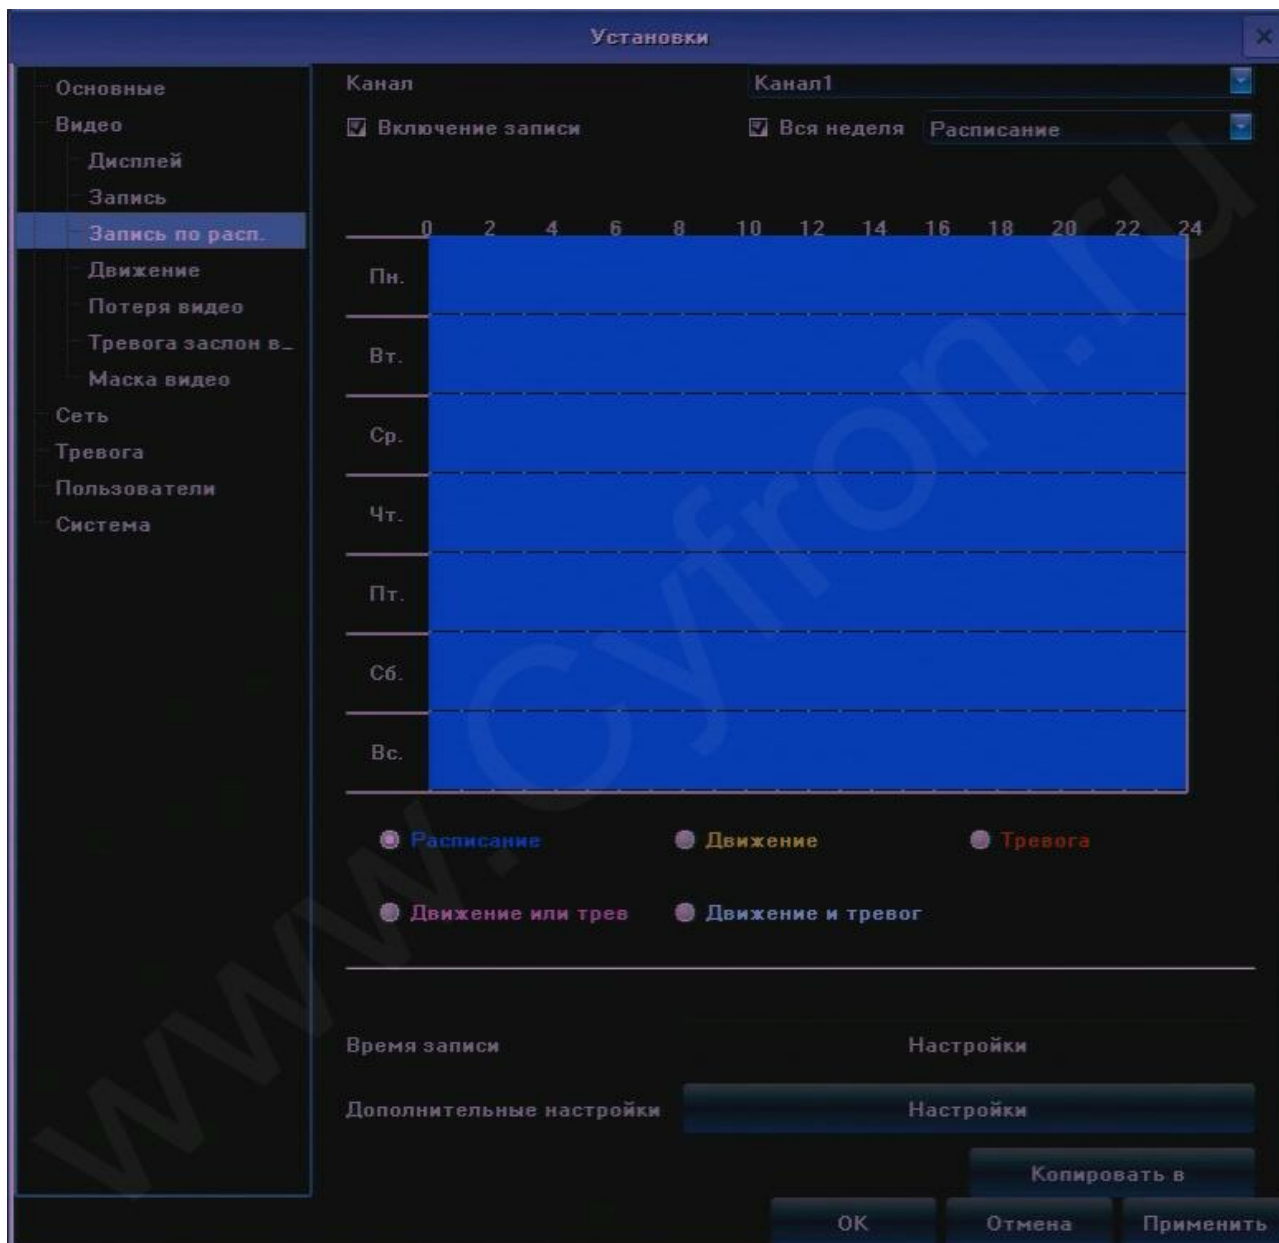 Установки
Основные
Видео
Дисплей
Запись
Запись по расп.
Движение
Потеря видео
Тревога заслон в_
Маска видео
Сеть
Тревога
Пользователи
Система
Канал Канал1
Включение записи Вся неделя Расписание
0 2 4 6 8 10 12 14 16 18 20 22 24
Пн.
Вт.
Ср.
Чт.
Пт.
Сб.
Вс.
Расписание Движение Тревога
Движение или трев Движение и тревог
Время записи Настройки
Дополнительные настройки Настройки
Копировать в
ОК Отмена Применить
www.Cyfron.ru